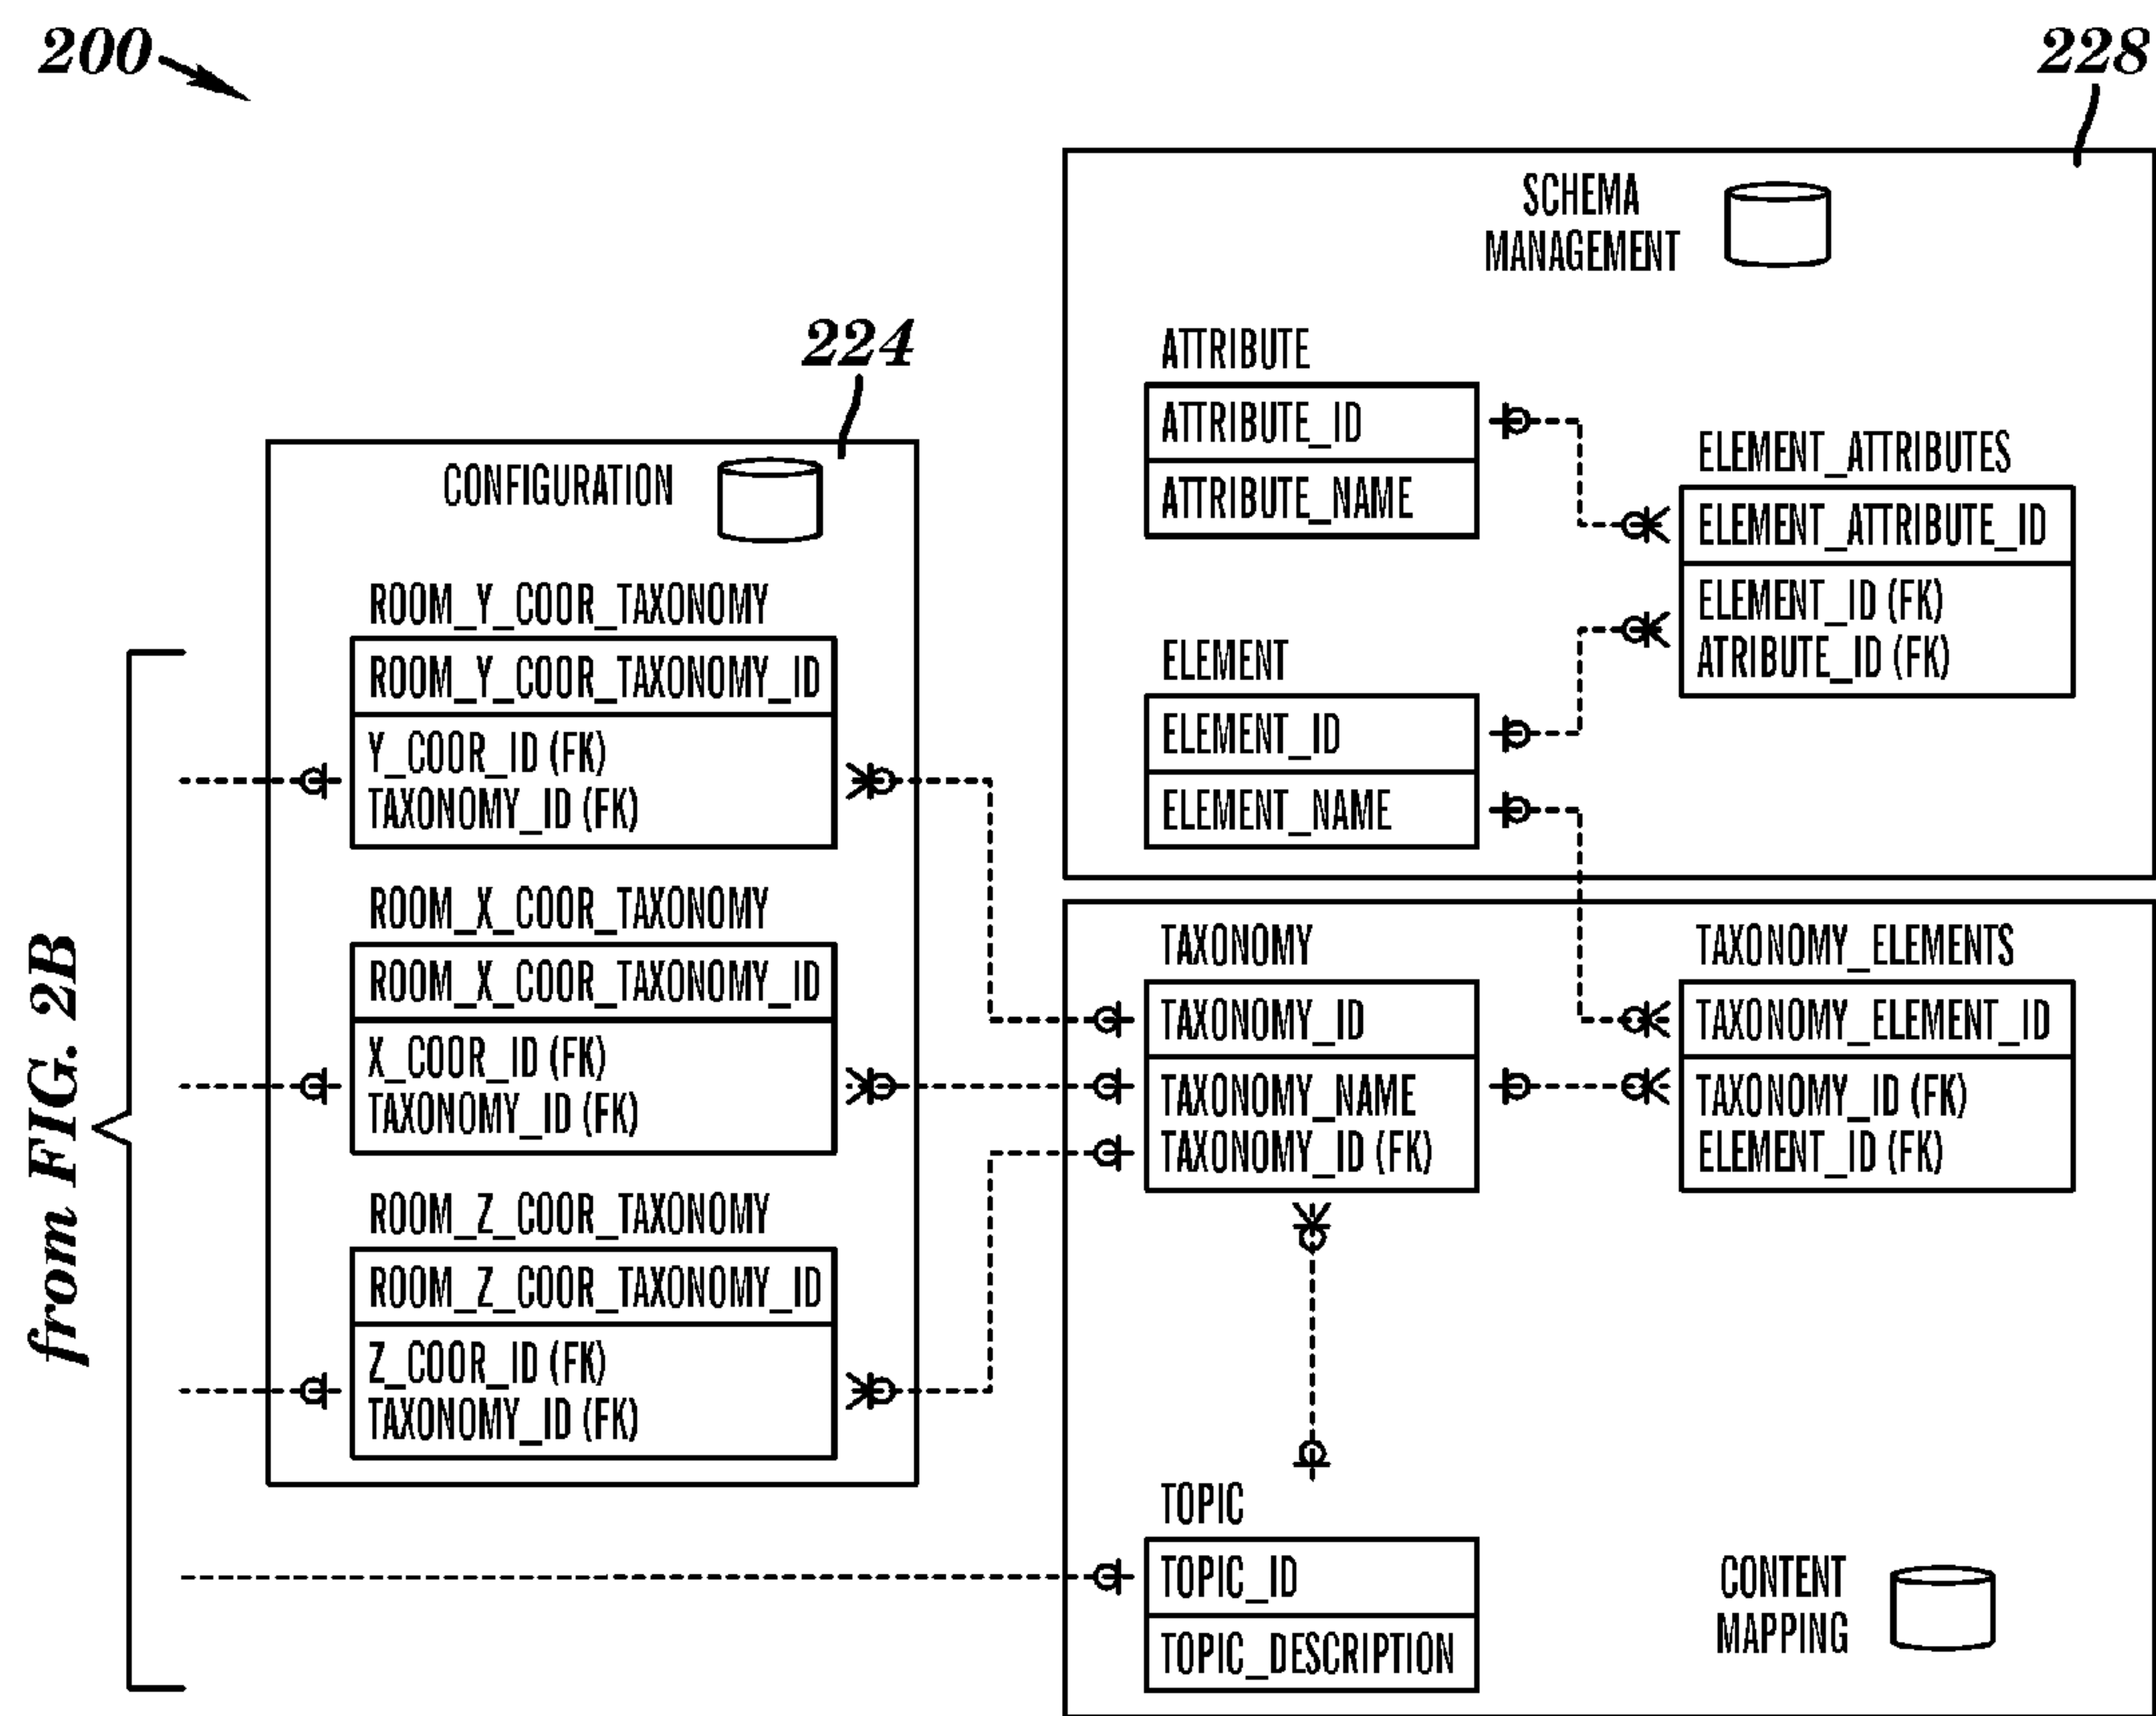 200
228
SCHEMA
MANAGEMENT
224
ATTRIBUTE
ATTRIBUTE_ID
ATTRIBUTE_NAME
ELEMENT_ATTRIBUTES
ELEMENT_ATTRIBUTE_ID
ELEMENT_ID (FK)
ATRIBUTE_ID (FK)
ELEMENT
ELEMENT_ID
ELEMENT_NAME
CONFIGURATION
ROOM_Y_COOR_TAXONOMY
ROOM_Y_COOR_TAXONOMY_ID
Y_COOR_ID (FK)
TAXONOMY_ID (FK)
ROOM_X_COOR_TAXONOMY
ROOM_X_COOR_TAXONOMY_ID
X_COOR_ID (FK)
TAXONOMY_ID (FK)
ROOM_Z_COOR_TAXONOMY
ROOM_Z_COOR_TAXONOMY_ID
Z_COOR_ID (FK)
TAXONOMY_ID (FK)
from FIG. 2B
TAXONOMY
TAXONOMY_ID
TAXONOMY_NAME
TAXONOMY_ID (FK)
TAXONOMY_ELEMENTS
TAXONOMY_ELEMENT_ID
TAXONOMY_ID (FK)
ELEMENT_ID (FK)
TOPIC
TOPIC_ID
TOPIC_DESCRIPTION
CONTENT
MAPPING